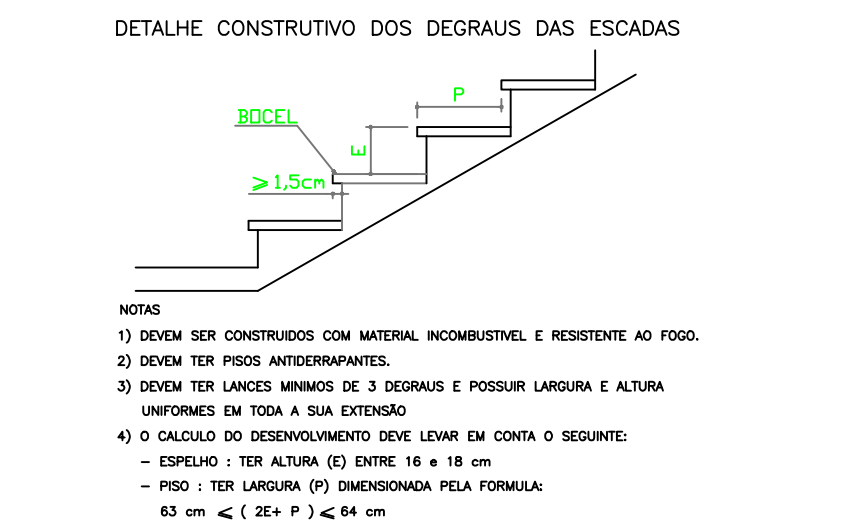 DETALHE CONSTRUTIVO DOS DEGRAUS DAS ESCADAS
P
BOCEL
E
⩾ 1,5cm
NOTAS
1) DEVEM SER CONSTRUIDOS COM MATERIAL INCOMBUSTIVEL E RESISTENTE AO FOGO.
2) DEVEM TER PISOS ANTIDERRAPANTES.
3) DEVEM TER LANCES MINIMOS DE 3 DEGRAUS E POSSUIR LARGURA E ALTURA
UNIFORMES EM TODA A SUA EXTENSÃO
4) O CALCULO DO DESENVOLVIMENTO DEVE LEVAR EM CONTA O SEGUINTE:
– ESPELHO : TER ALTURA (E) ENTRE 16 e 18 cm
– PISO : TER LARGURA (P) DIMENSIONADA PELA FORMULA:
63 cm ⩽ ( 2E+ P ) ⩽ 64 cm